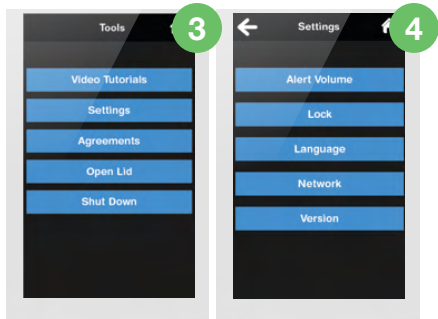 Tools
3
Video Tutorials
Settings
Agreements
Open Lid
Shut Down
Settings
4
Alert Volume
Lock
Language
Network
Version